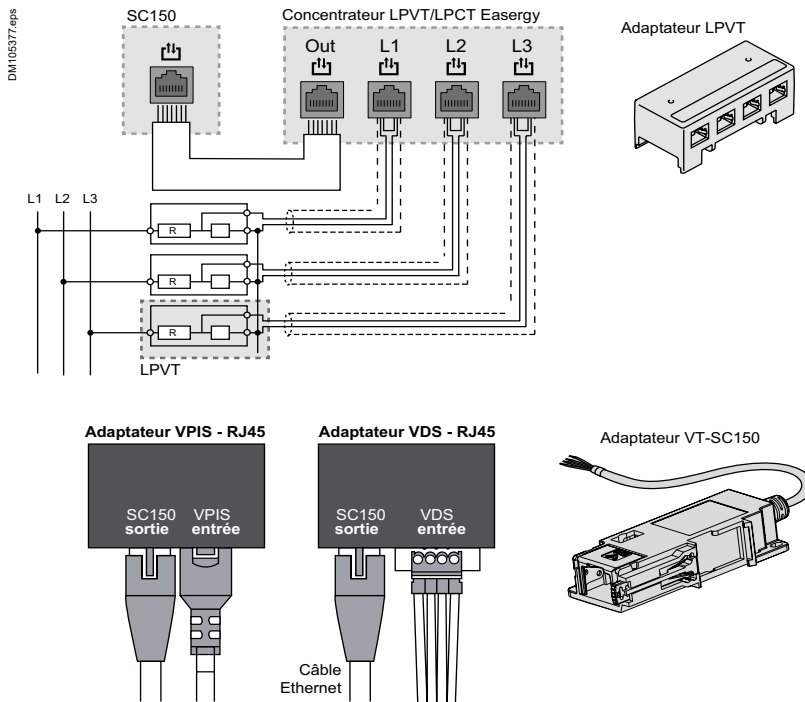 DM105377.eps
SC150
Concentrateur LPVT/LPCT Easergy
Adaptateur LPVT
Out L1 L2 L3
L1 L2 L3
R
R
R
LPVT
Adaptateur VPIS - RJ45
Adaptateur VDS - RJ45
Adaptateur VT-SC150
SC150 VPIS
sortie entrée
SC150 VDS
sortie entrée
Câble
Ethernet